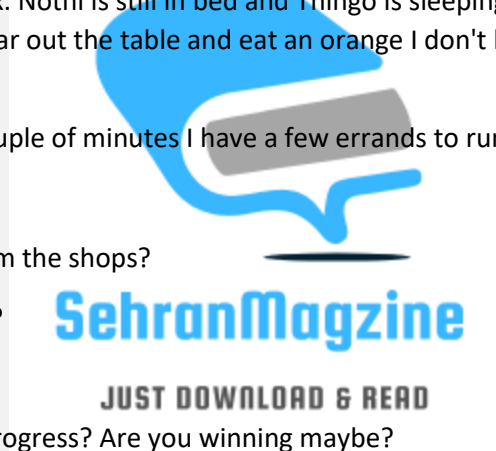 k. Nothi is still in bed and Thingo is sleeping
ar out the table and eat an orange I don't
uple of minutes I have a few errands to run
m the shops?
SehranMagzine
JUST DOWNLOAD & READ
rogress? Are you winning maybe?